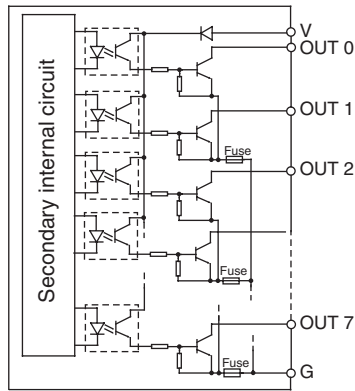 Secondary internal circuit
V
OUT 0
OUT 1
Fuse
OUT 2
Fuse
OUT 7
Fuse
G